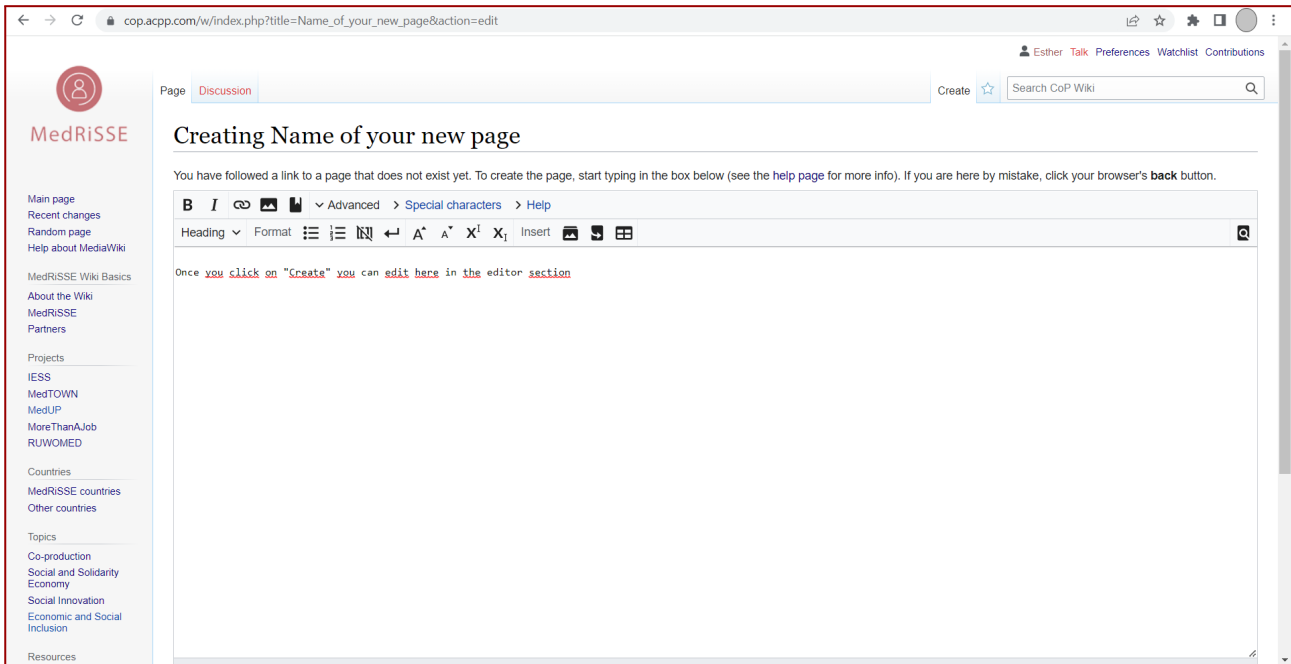 cop.acpp.com/w/index.php?title=Name_of_your_new_page&action=edit
Esther Talk Preferences Watchlist Contributions
Page Discussion
Create
Search CoP Wiki
MedRiSSE
Creating Name of your new page
You have followed a link to a page that does not exist yet. To create the page, start typing in the box below (see the help page for more info). If you are here by mistake, click your browser's back button.
B I Advanced Special characters Help
Heading Format A A X I X I Insert
Once you click on "Create" you can edit here in the editor section
Main page
Recent changes
Random page
Help about MediaWiki
MedRiSSE Wiki Basics
About the Wiki
MedRiSSE
Partners
Projects
IESS
MedTOWN
MedUP
MoreThanAJob
RUWOMED
Countries
MedRiSSE countries
Other countries
Topics
Co-production
Social and Solidarity
Economy
Social Innovation
Economic and Social
Inclusion
Resources